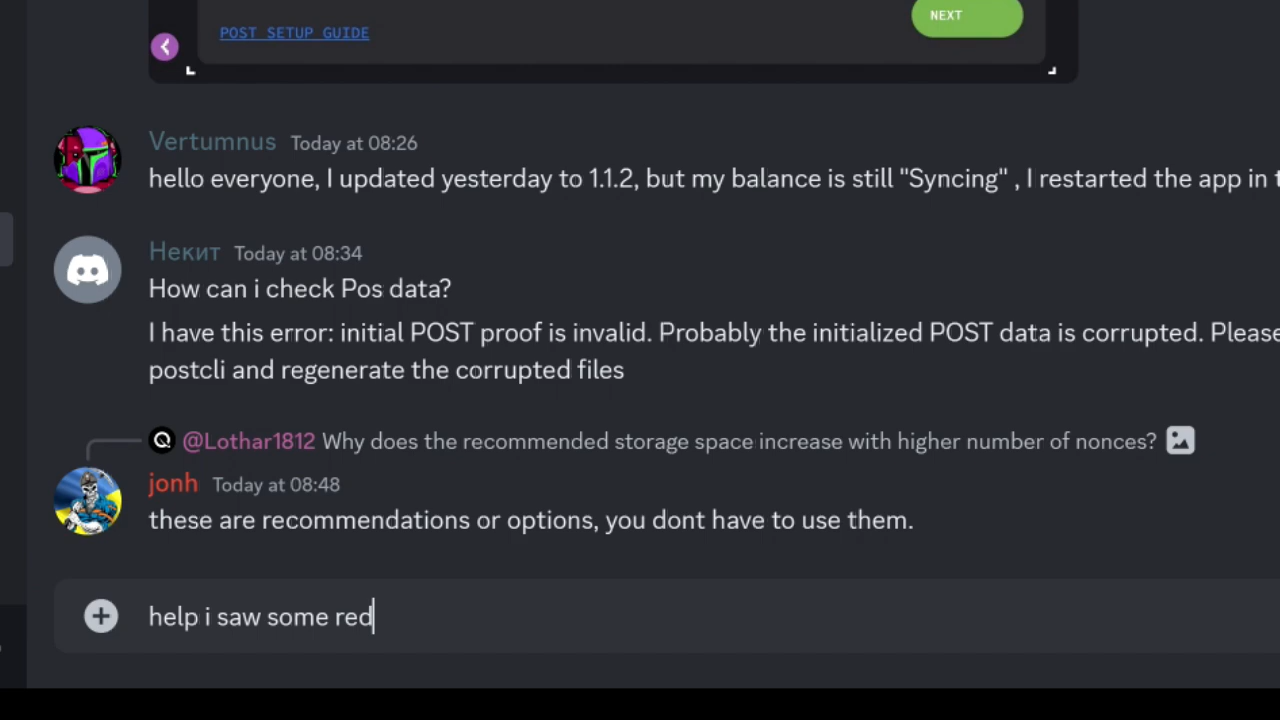 NEXT
POST SETUP GUIDE
Vertumnus Today at 08:26
hello everyone, I updated yesterday to 1.1.2, but my balance is still "Syncing" , I restarted the app in t
Некит Today at 08:34
How can i check Pos data?
I have this error: initial POST proof is invalid. Probably the initialized POST data is corrupted. Please
postcli and regenerate the corrupted files
@Lothar1812 Why does the recommended storage space increase with higher number of nonces?
jonh Today at 08:48
these are recommendations or options, you dont have to use them.
help i saw some red